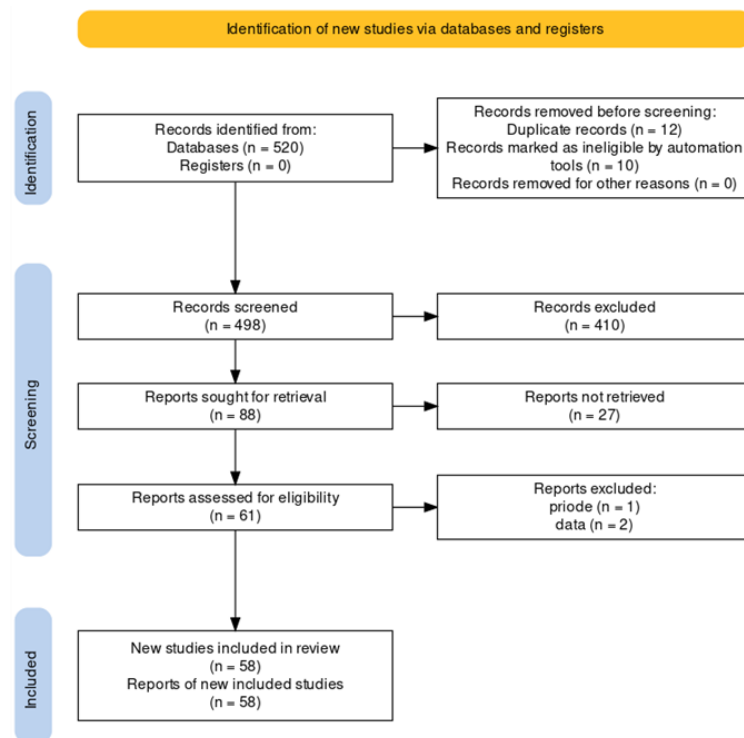 Identification of new studies via databases and registers
Identification
Records identified from:
Databases (n = 520)
Registers (n = 0)
Records removed before screening:
Duplicate records (n = 12)
Records marked as ineligible by automation
tools (n = 10)
Records removed for other reasons (n = 0)
Screening
Records screened
(n = 498)
Records excluded
(n = 410)
Reports sought for retrieval
(n = 88)
Reports not retrieved
(n = 27)
Reports assessed for eligibility
(n = 61)
Reports excluded:
priode (n = 1)
data (n = 2)
Included
New studies included in review
(n = 58)
Reports of new included studies
(n = 58)